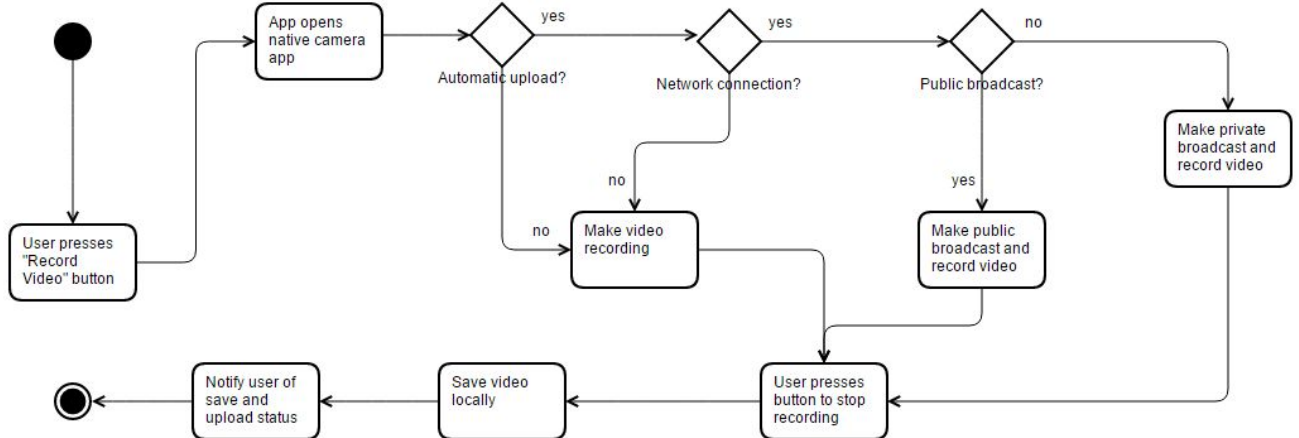 App opens
native camera
app
yes
Automatic upload?
yes
Network connection?
no
Public broadcast?
Make private
broadcast and
record video
no
yes
no
User presses
"Record
Video" button
Make video
recording
Make public
broadcast and
record video
Notify user of
save and
upload status
Save video
locally
User presses
button to stop
recording